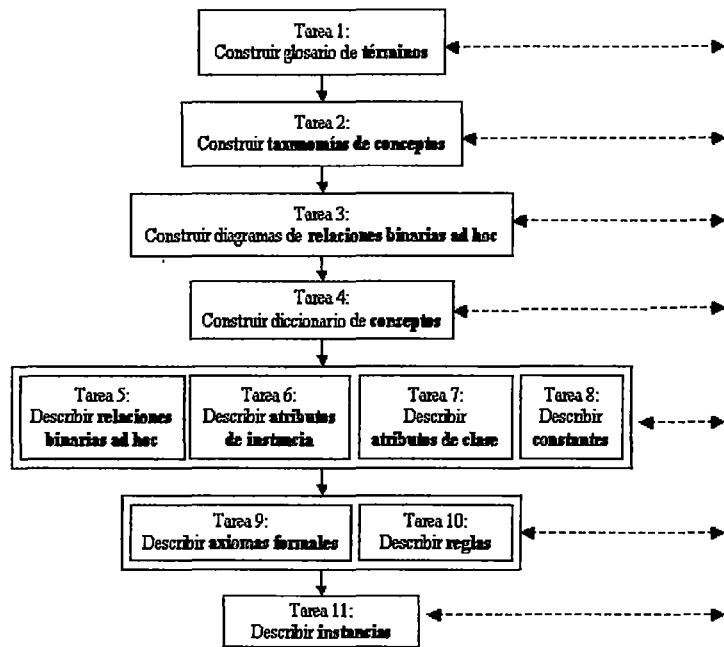 Tarea 1:
Construir glosario de términos
Tarea 2:
Construir taxonomías de conceptos
Tarea 3:
Construir diagramas de relaciones binarias ad hoc
Tarea 4:
Construir diccionario de conceptos
Tarea 5:
Describir relaciones
binarias ad hoc
Tarea 6:
Describir atributos
de instancia
Tarea 7:
Describir
atributos de clase
Tarea 8:
Describir
constantes
Tarea 9:
Describir axiomas formales
Tarea 10:
Describir reglas
Tarea 11:
Describir instancias